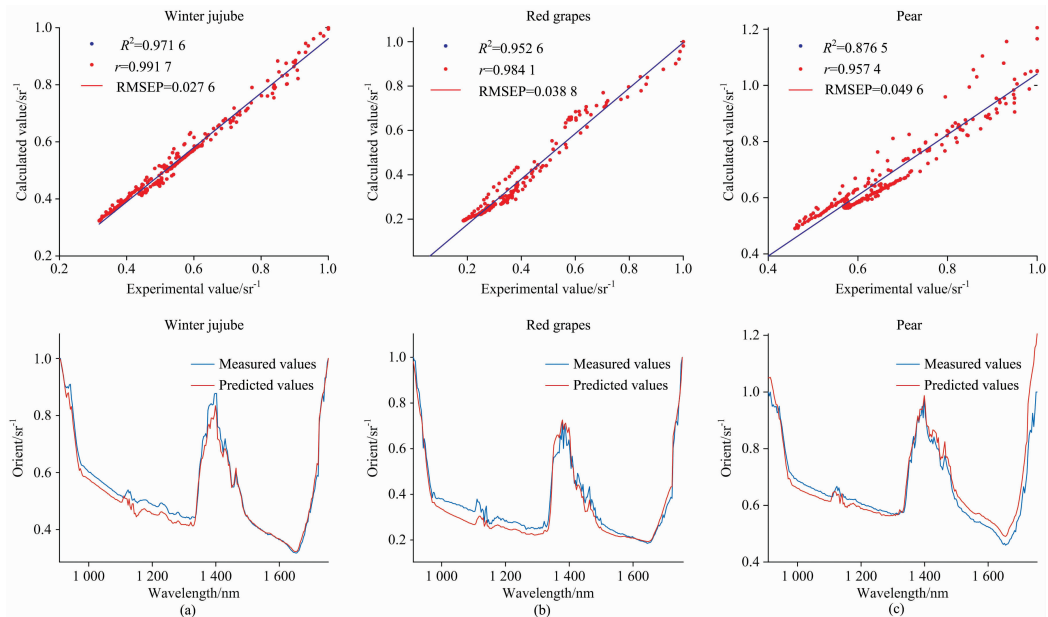 Winter jujube
R²=0.971 6
r=0.991 7
RMSEP=0.027 6
Calculated value/sr⁻¹
1.0
0.8
0.6
0.4
0.2
0.2 0.4 0.6 0.8 1.0
Experimental value/sr⁻¹
Red grapes
R²=0.952 6
r=0.984 1
RMSEP=0.038 8
Calculated value/sr⁻¹
1.0
0.8
0.6
0.4
0.2
0.2 0.4 0.6 0.8 1.0
Experimental value/sr⁻¹
Pear
R²=0.876 5
r=0.957 4
RMSEP=0.049 6
Calculated value/sr⁻¹
1.2
1.0
0.8
0.6
0.4
0.4 0.6 0.8 1.0
Experimental value/sr⁻¹
Winter jujube
Measured values
Predicted values
Orient/sr⁻¹
1.0
0.8
0.6
0.4
1 000 1 200 1 400 1 600
Wavelength/nm
(a)
Red grapes
Measured values
Predicted values
Orient/sr⁻¹
1.0
0.8
0.6
0.4
0.2
1 000 1 200 1 400 1 600
Wavelength/nm
(b)
Pear
Measured values
Predicted values
Orient/sr⁻¹
1.2
1.0
0.8
0.6
0.4
1 000 1 200 1 400 1 600
Wavelength/nm
(c)